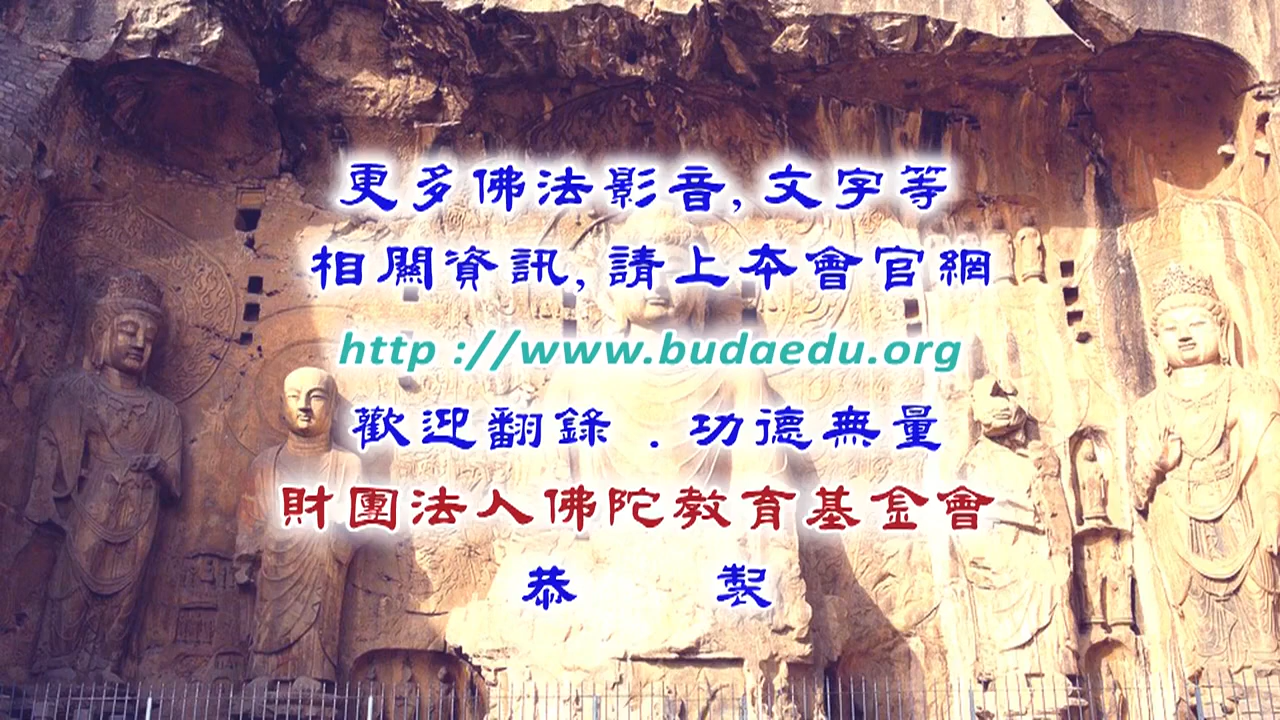 更多佛法影音,文字等
相關資訊,請上本會官網
http ://www.budaedu.org
歡迎翻錄 . 功德無量
財團法人佛陀教育基金會
恭 製